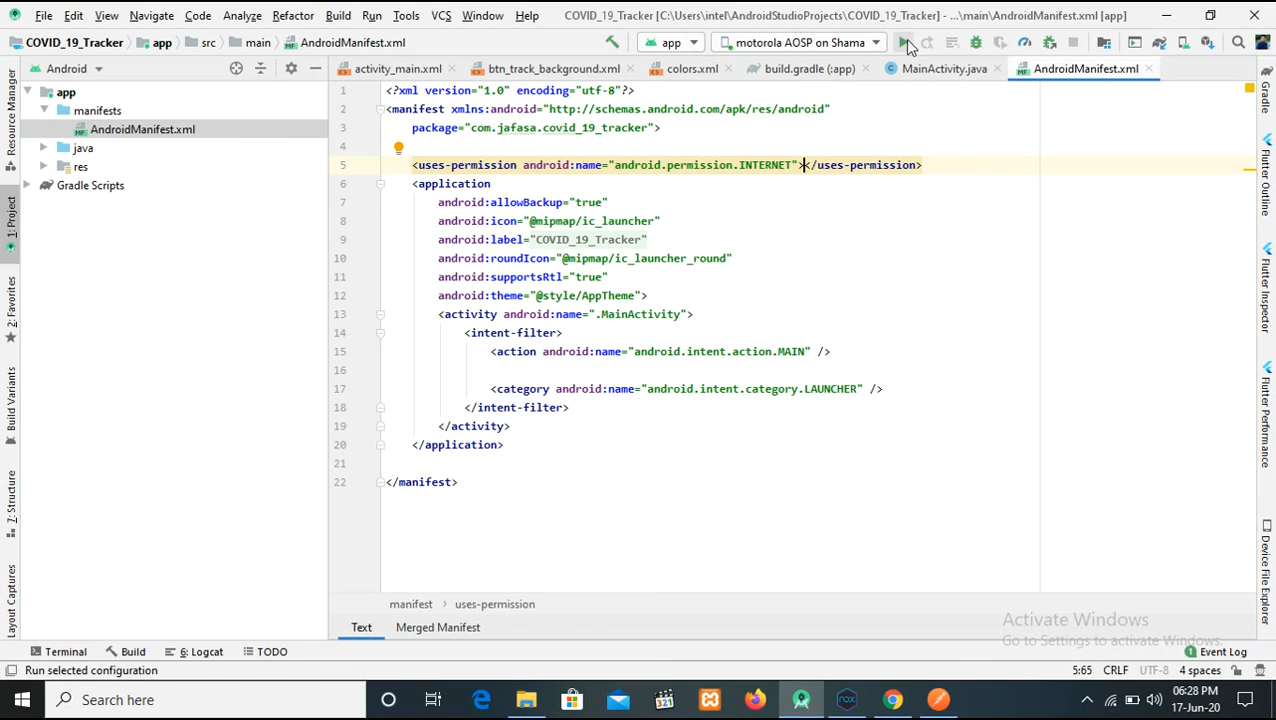 File Edit View Navigate Code Analyze Refactor Build Run Tools VCS Window Help COVID_19_Tracker [C:\Users\intel\AndroidStudioProjects\COVID_19_Tracker] - ...\main\AndroidManifest.xml [app]
COVID_19_Tracker app src main AndroidManifest.xml app motorola AOSP on Shama
Android activity_main.xml btn_track_background.xml colors.xml build.gradle (:app) MainActivity.java AndroidManifest.xml
app
manifests
AndroidManifest.xml
java
res
Gradle Scripts
Resource Manager
1: Project
2: Favorites
Build Variants
7: Structure
Layout Captures
1 <?xml version="1.0" encoding="utf-8"?>
2 <manifest xmlns:android="http://schemas.android.com/apk/res/android"
3 package="com.jafasa.covid_19_tracker">
4
5 <uses-permission android:name="android.permission.INTERNET"></uses-permission>
6 <application
7 android:allowBackup="true"
8 android:icon="@mipmap/ic_launcher"
9 android:label="COVID_19_Tracker"
10 android:roundIcon="@mipmap/ic_launcher_round"
11 android:supportsRtl="true"
12 android:theme="@style/AppTheme">
13 <activity android:name=".MainActivity">
14 <intent-filter>
15 <action android:name="android.intent.action.MAIN" />
16
17 <category android:name="android.intent.category.LAUNCHER" />
18 </intent-filter>
19 </activity>
20 </application>
21
22 </manifest>
Gradle
Flutter Outline
Flutter Inspector
Flutter Performance
Device File Explorer
manifest › uses-permission
Text Merged Manifest
Activate Windows
Go to Settings to activate Windows.
Terminal Build 6: Logcat TODO Event Log
Run selected configuration 5:65 CRLF UTF-8 4 spaces
Search here 321 06:28 PM
17-Jun-20